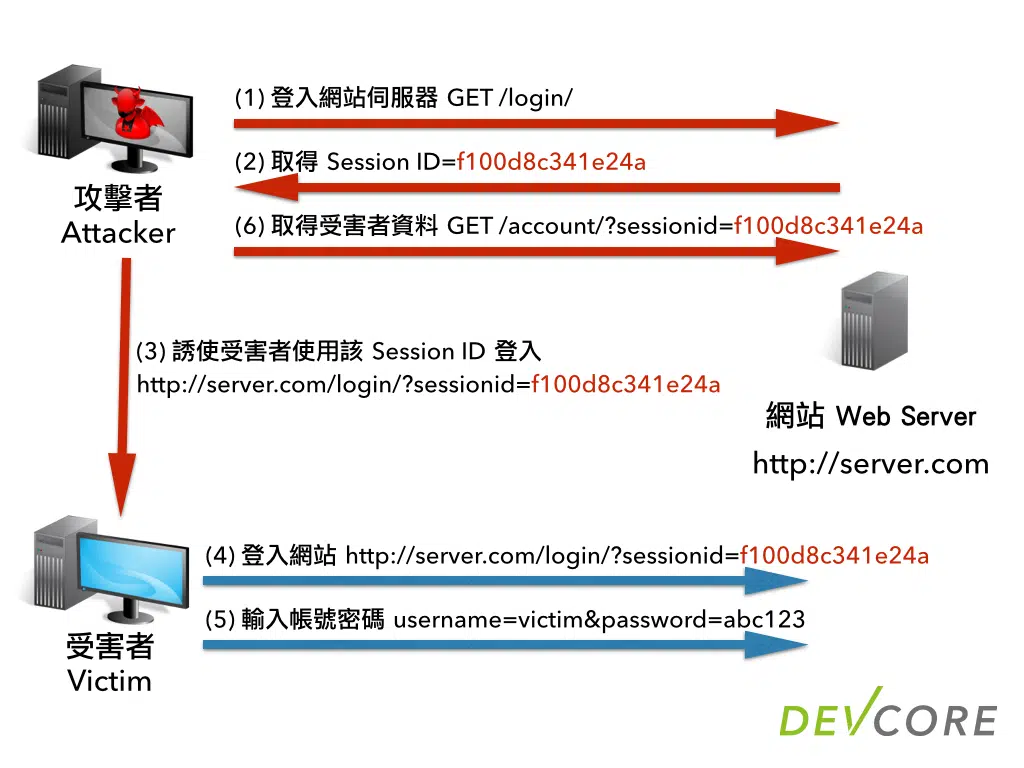 (1) 登入網站伺服器 GET /login/
(2) 取得 Session ID=f100d8c341e24a
攻擊者
Attacker
(6) 取得受害者資料 GET /account/?sessionid=f100d8c341e24a
(3) 誘使受害者使用該 Session ID 登入
http://server.com/login/?sessionid=f100d8c341e24a
網站 Web Server
http://server.com
(4) 登入網站 http://server.com/login/?sessionid=f100d8c341e24a
(5) 輸入帳號密碼 username=victim&password=abc123
受害者
Victim
DEVCORE